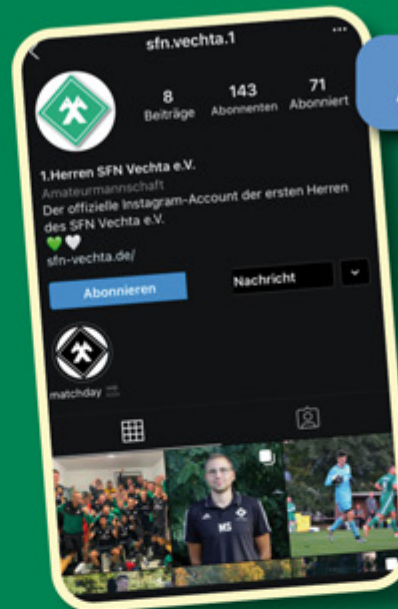 sfn.vechta.1
8
Beiträge
143
Abonnenten
71
Abonniert
1.Herren SFN Vechta e.V.
Amateurmannschaft
Der offizielle Instagram-Account der ersten Herren
des SFN Vechta e.V.
sfn-vechta.de/
Abonnieren
Nachricht
matchday
MS